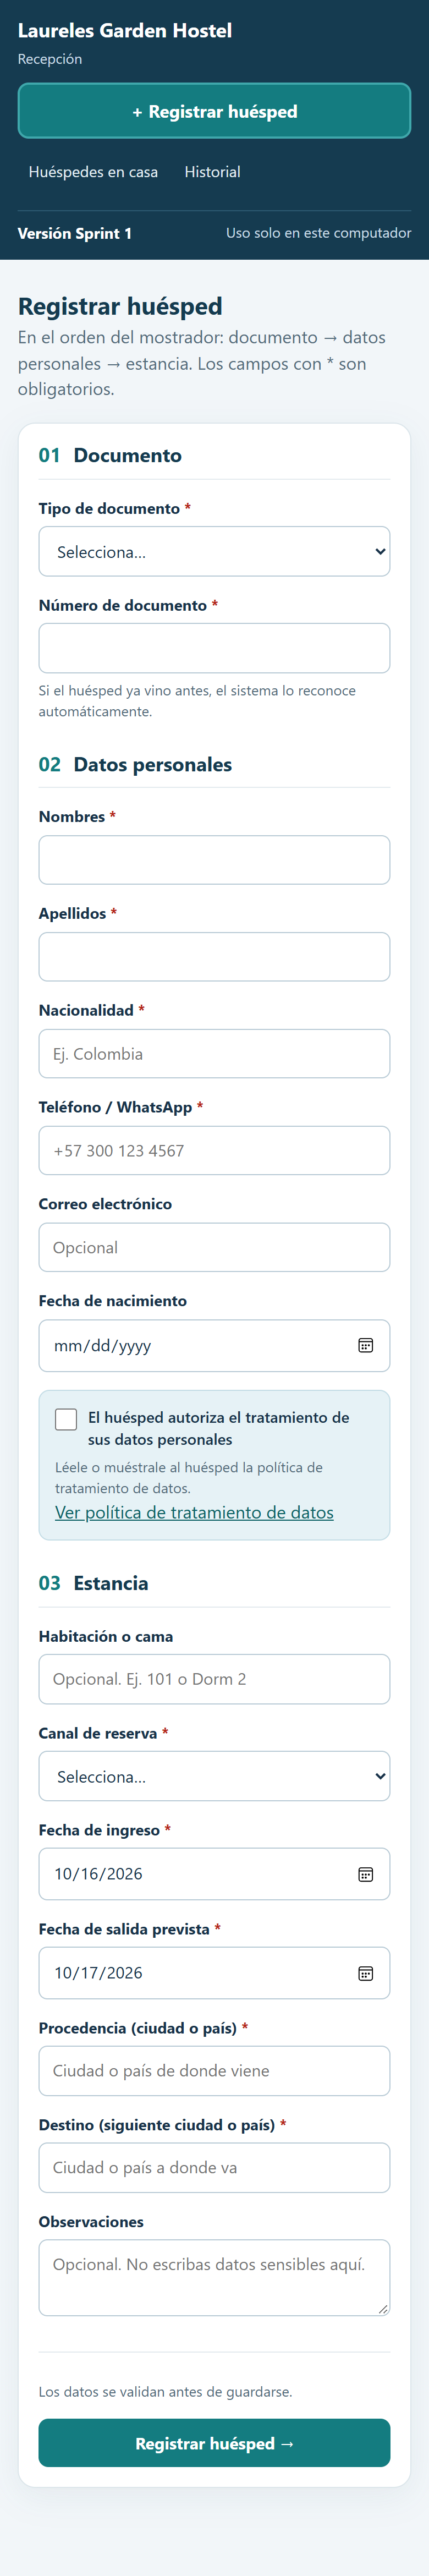 Laureles Garden Hostel
Recepción
+ Registrar huésped
Huéspedes en casa Historial
Versión Sprint 1 Uso solo en este computador
Registrar huésped
En el orden del mostrador: documento → datos
personales → estancia. Los campos con * son
obligatorios.
01 Documento
Tipo de documento *
Selecciona...
Número de documento *
Si el huésped ya vino antes, el sistema lo reconoce
automáticamente.
02 Datos personales
Nombres *
Apellidos *
Nacionalidad *
Ej. Colombia
Teléfono / WhatsApp *
+57 300 123 4567
Correo electrónico
Opcional
Fecha de nacimiento
mm/dd/yyyy
El huésped autoriza el tratamiento de
sus datos personales
Léele o muéstrale al huésped la política de
tratamiento de datos.
Ver política de tratamiento de datos
03 Estancia
Habitación o cama
Opcional. Ej. 101 o Dorm 2
Canal de reserva *
Selecciona...
Fecha de ingreso *
10/16/2026
Fecha de salida prevista *
10/17/2026
Procedencia (ciudad o país) *
Ciudad o país de donde viene
Destino (siguiente ciudad o país) *
Ciudad o país a donde va
Observaciones
Opcional. No escribas datos sensibles aquí.
Los datos se validan antes de guardarse.
Registrar huésped →